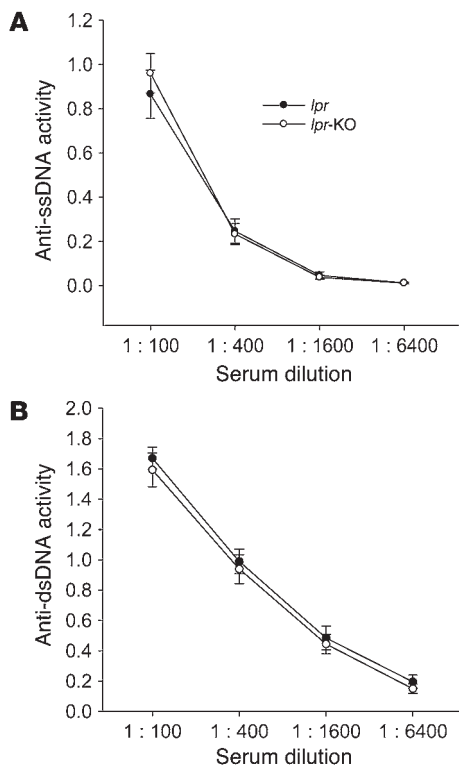 A
Anti-ssDNA activity
1.2
1.0
0.8
0.6
0.4
0.2
0.0
lpr
lpr-KO
1 : 100 1 : 400 1 : 1600 1 : 6400
Serum dilution
B
Anti-dsDNA activity
2.0
1.8
1.6
1.4
1.2
1.0
0.8
0.6
0.4
0.2
0.0
1 : 100 1 : 400 1 : 1600 1 : 6400
Serum dilution